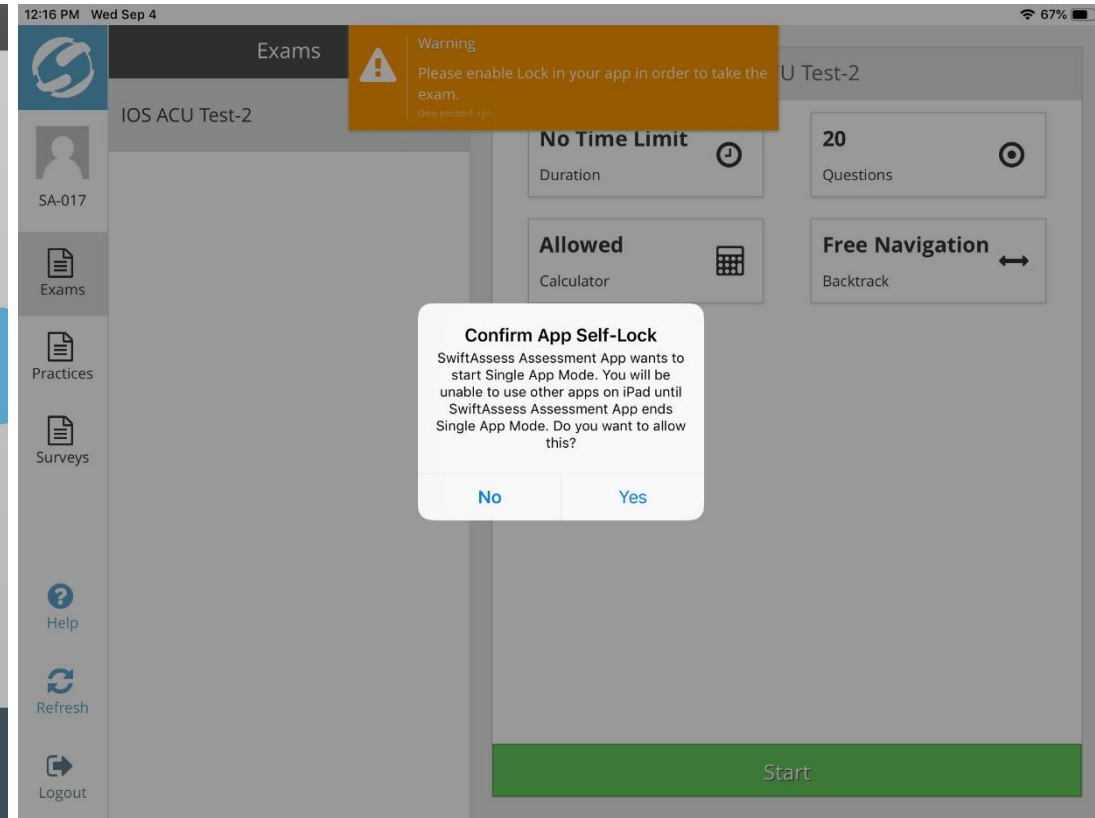 12:16 PM Wed Sep 4
67%
Exams
Warning
Please enable Lock in your app in order to take the
exam.
One second ago
U Test-2
IOS ACU Test-2
SA-017
Exams
Practices
Surveys
Help
Refresh
Logout
No Time Limit
Duration
20
Questions
Allowed
Calculator
Free Navigation
Backtrack
Confirm App Self-Lock
SwiftAssess Assessment App wants to
start Single App Mode. You will be
unable to use other apps on iPad until
SwiftAssess Assessment App ends
Single App Mode. Do you want to allow
this?
No
Yes
Start